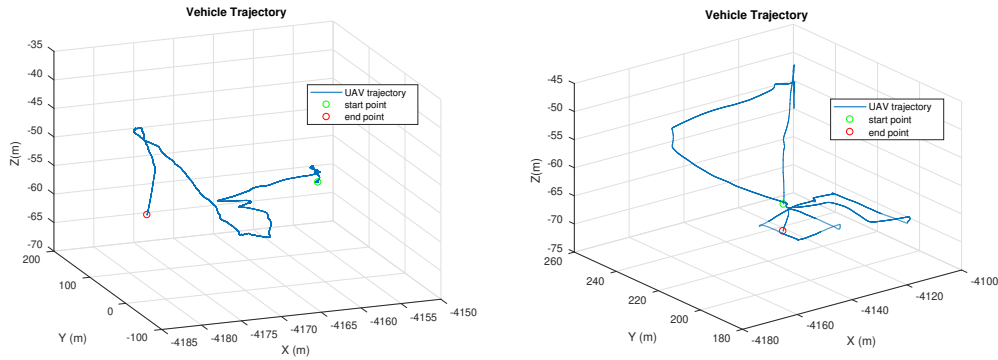 Vehicle Trajectory
-35
-40
-45
-50
-55
-60
-65
-70
Z(m)
200
100
0
-100
Y (m)
-4185
-4180
-4175
-4170
-4165
-4160
-4155
-4150
X (m)
UAV trajectory
start point
end point
Vehicle Trajectory
-45
-50
-55
-60
-65
-70
-75
Z(m)
260
240
220
200
180
Y (m)
-4180
-4160
-4140
-4120
-4100
X (m)
UAV trajectory
start point
end point